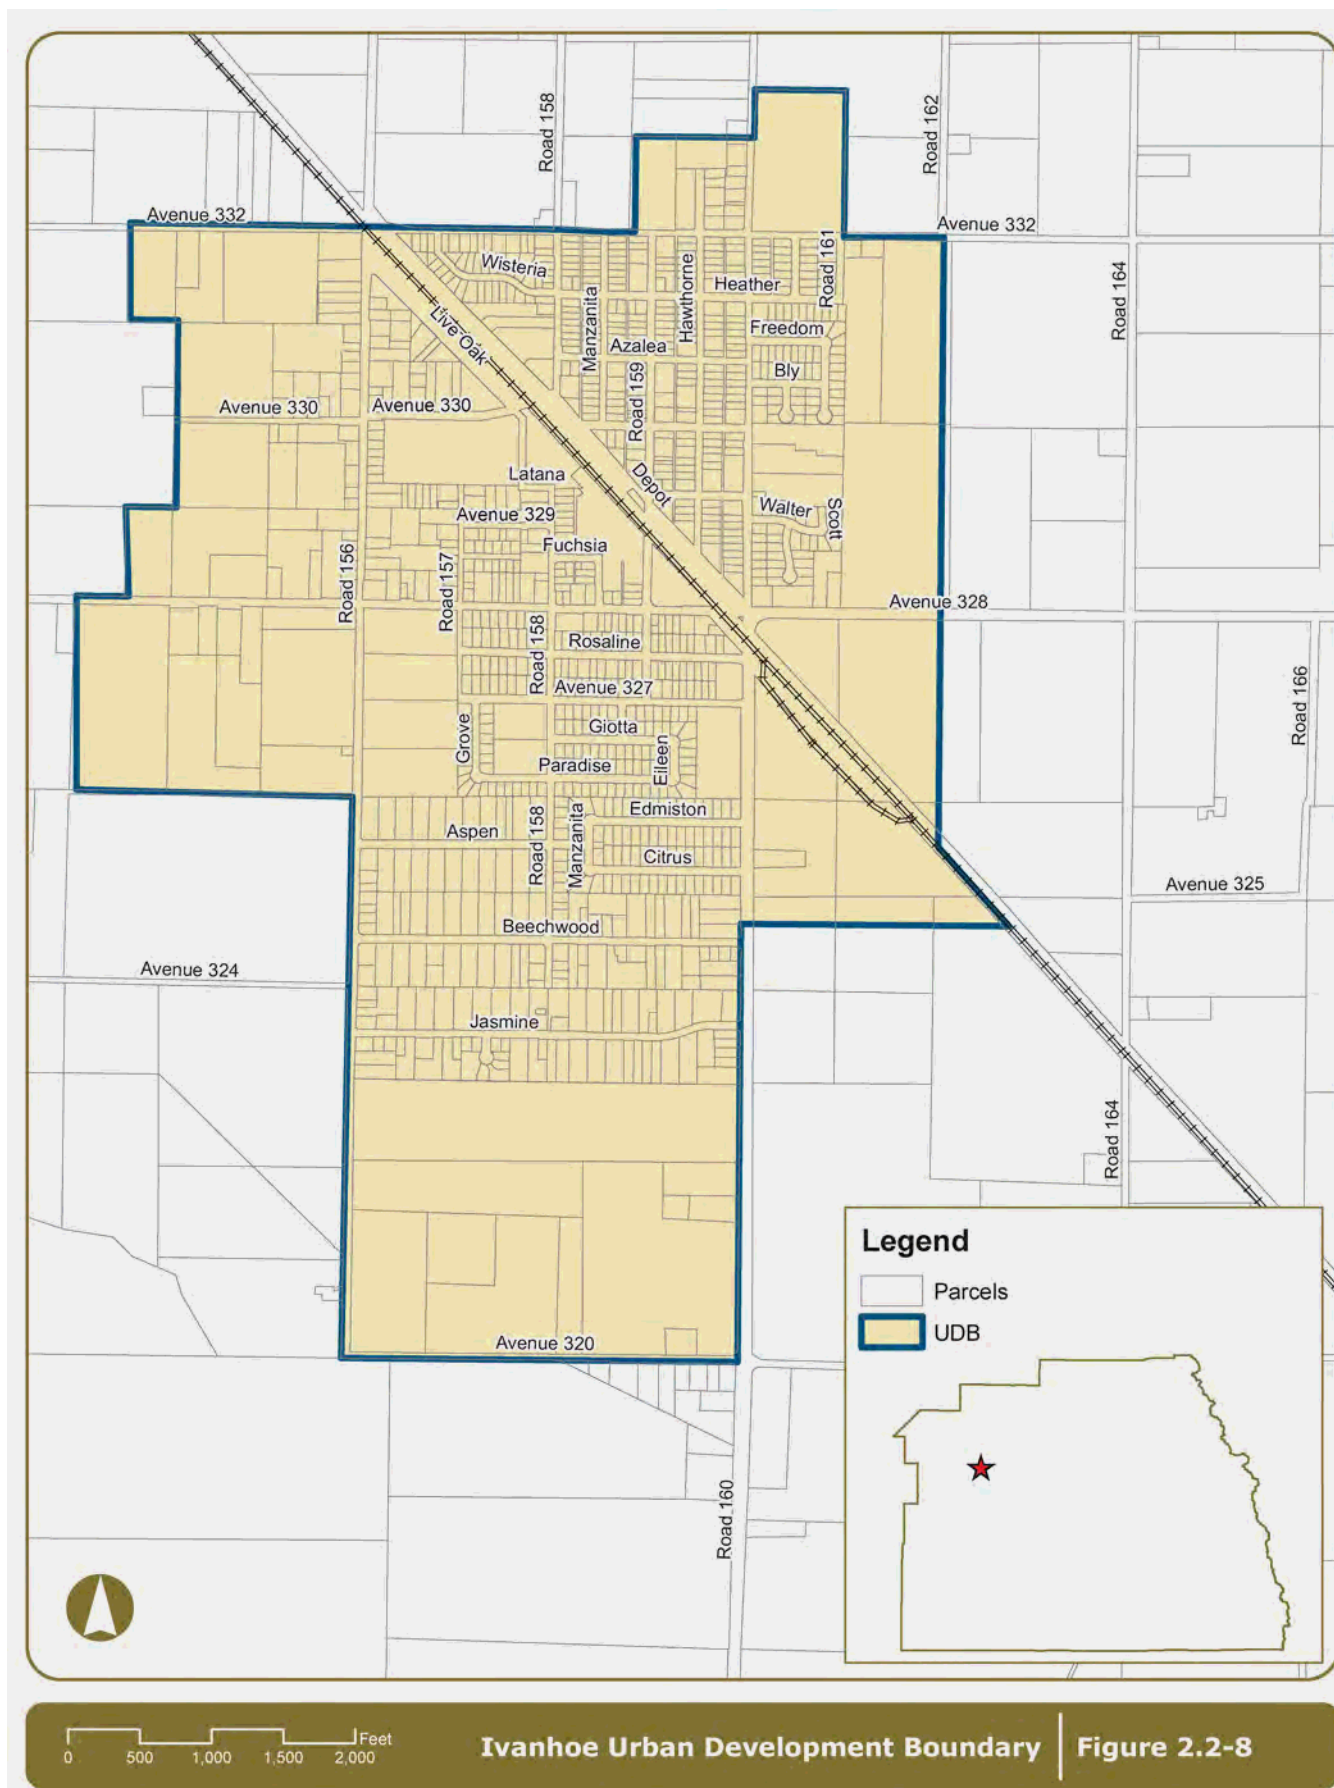 Road 158
Road 162
Avenue 332
Avenue 332
Wisteria
Manzanita
Hawthorne
Heather
Road 161
Road 164
Live Oak
Freedom
Azalea
Bly
Road 159
Avenue 330
Avenue 330
Latana
Depot
Walter
Scott
Avenue 329
Fuchsia
Road 156
Road 157
Avenue 328
Road 158
Rosaline
Avenue 327
Road 166
Grove
Giotta
Eileen
Paradise
Edmiston
Aspen
Road 158
Manzanita
Citrus
Avenue 325
Beechwood
Avenue 324
Jasmine
Road 164
Avenue 320
Road 160
Legend
Parcels
UDB
0 500 1,000 1,500 2,000 Feet
Ivanhoe Urban Development Boundary
Figure 2.2-8